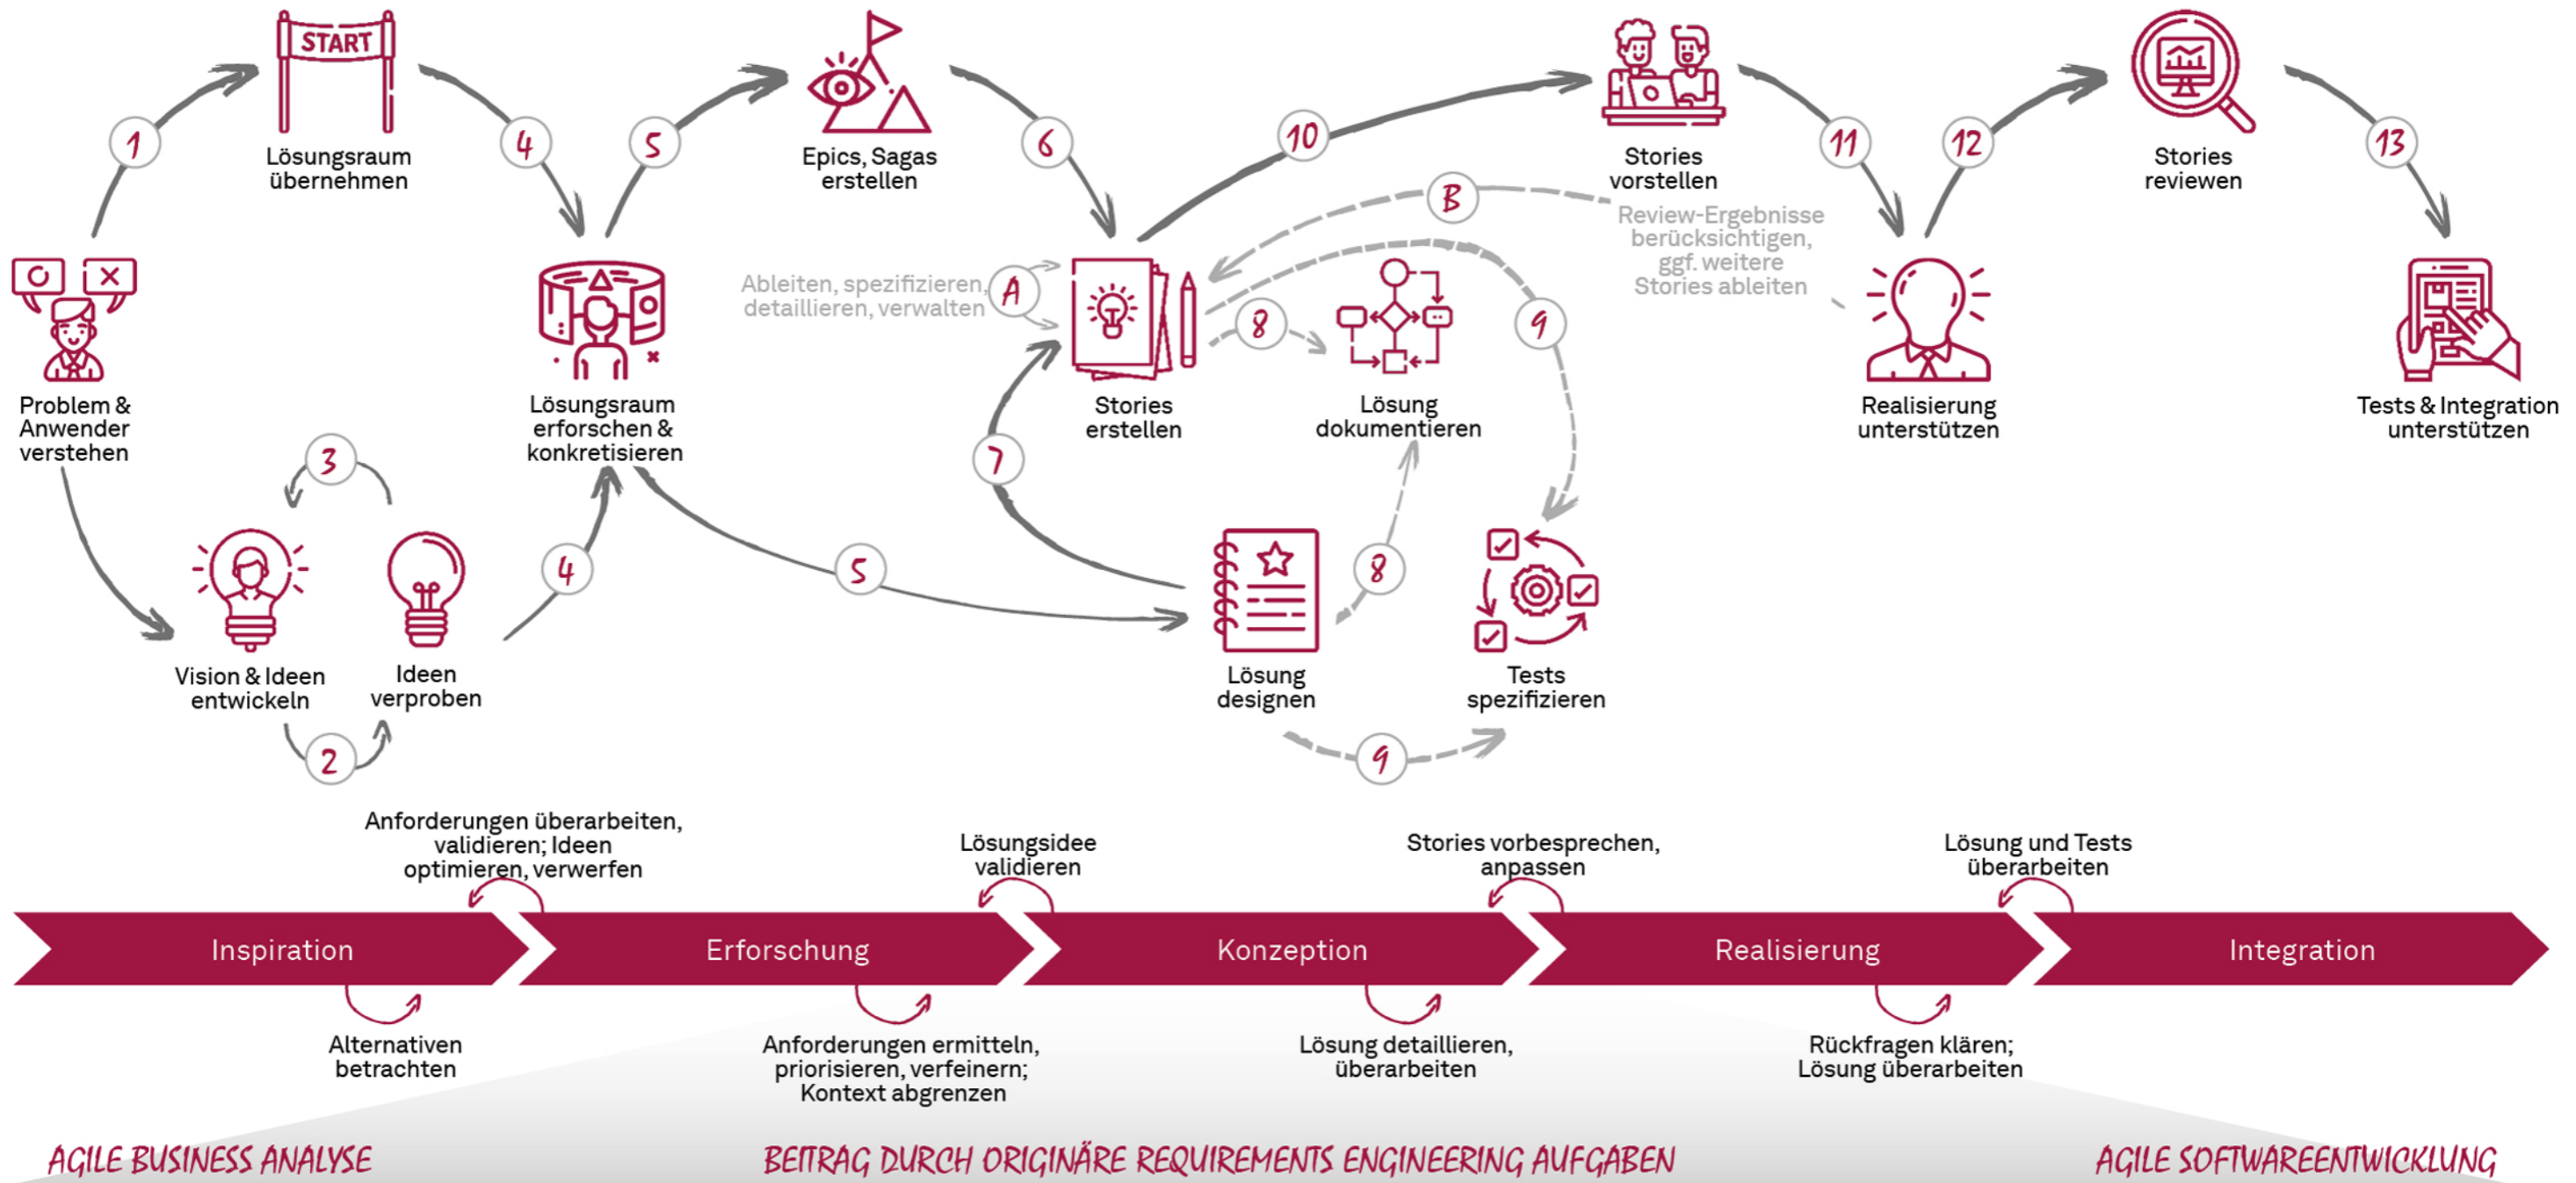 START
1
4
5
6
10
11
12
13
Lösungsraum
übernehmen
Epics, Sagas
erstellen
Stories
vorstellen
Stories
reviewen
B
Review-Ergebnisse
berücksichtigen,
ggf. weitere
Stories ableiten
Ableiten, spezifizieren,
detaillieren, verwalten
A
8
9
Problem &
Anwender
verstehen
Lösungsraum
erforschen &
konkretisieren
Stories
erstellen
Lösung
dokumentieren
Realisierung
unterstützen
Tests & Integration
unterstützen
3
7
4
5
8
Vision & Ideen
entwickeln
Ideen
verproben
Lösung
designen
Tests
spezifizieren
2
9
Anforderungen überarbeiten,
validieren; Ideen
optimieren, verwerfen
Lösungsidee
validieren
Stories vorbesprechen,
anpassen
Lösung und Tests
überarbeiten
Inspiration
Erforschung
Konzeption
Realisierung
Integration
Alternativen
betrachten
Anforderungen ermitteln,
priorisieren, verfeinern;
Kontext abgrenzen
Lösung detaillieren,
überarbeiten
Rückfragen klären;
Lösung überarbeiten
AGILE BUSINESS ANALYSE
BEITRAG DURCH ORIGINÄRE REQUIREMENTS ENGINEERING AUFGABEN
AGILE SOFTWAREENTWICKLUNG